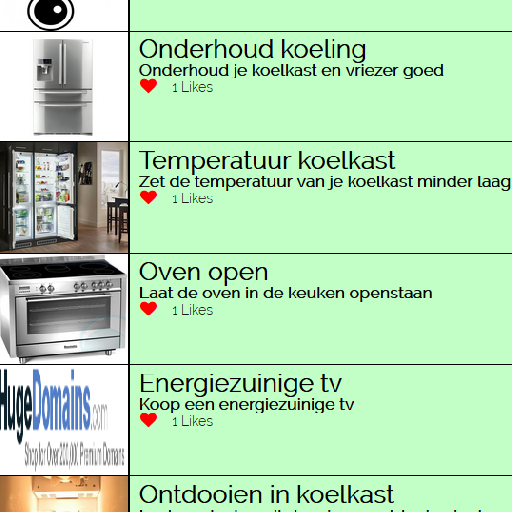 Onderhoud koeling
Onderhoud je koelkast en vriezer goed
1 Likes
Temperatuur koelkast
Zet de temperatuur van je koelkast minder laag
1 Likes
Oven open
Laat de oven in de keuken openstaan
1 Likes
HugeDomains.com
Shop for Over 200,000 Premium Domains
Energiezuinige tv
Koop een energiezuinige tv
1 Likes
Ontdooien in koelkast